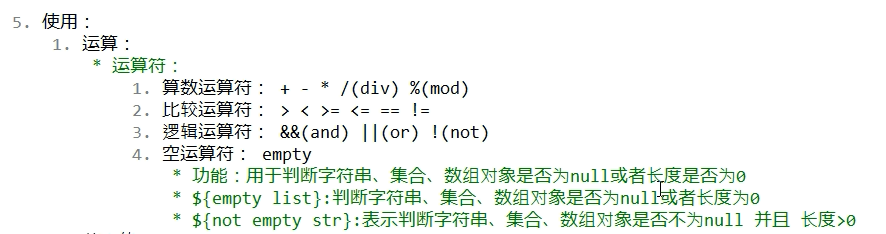 5. 使用：
1. 运算：
* 运算符：
1. 算数运算符： + - * /(div) %(mod)
2. 比较运算符： > < >= <= == !=
3. 逻辑运算符： &&(and) ||(or) !(not)
4. 空运算符： empty
* 功能：用于判断字符串、集合、数组对象是否为null或者长度是否为0
* ${empty list}:判断字符串、集合、数组对象是否为null或者长度为0
* ${not empty str}:表示判断字符串、集合、数组对象是否不为null 并且 长度>0